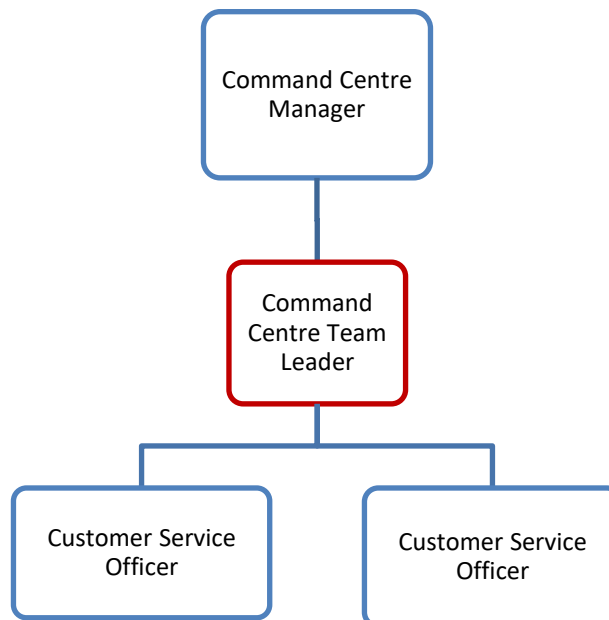 Command Centre
Manager
Command
Centre Team
Leader
Customer Service
Officer
Customer Service
Officer